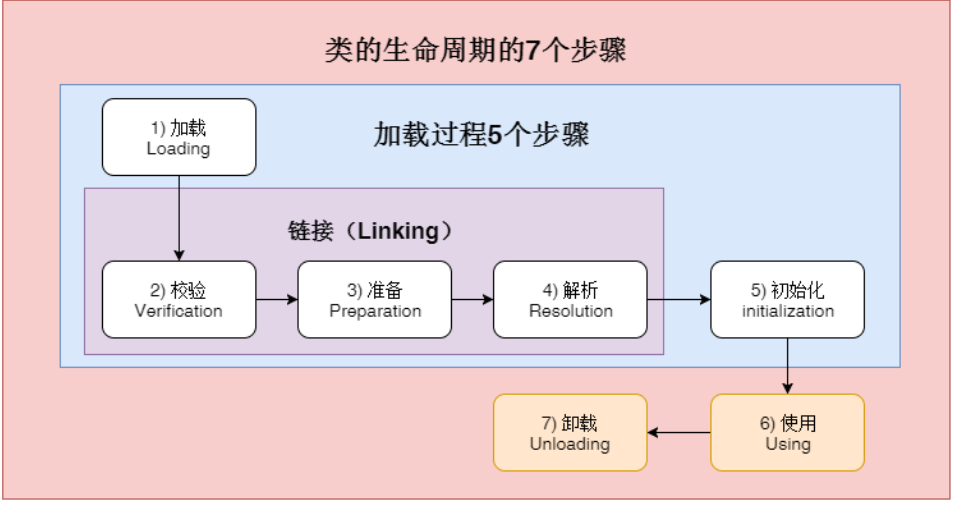 类的生命周期的7个步骤
加载过程5个步骤
1) 加载
Loading
链接（Linking）
2) 校验
Verification
3) 准备
Preparation
4) 解析
Resolution
5) 初始化
initialization
6) 使用
Using
7) 卸载
Unloading